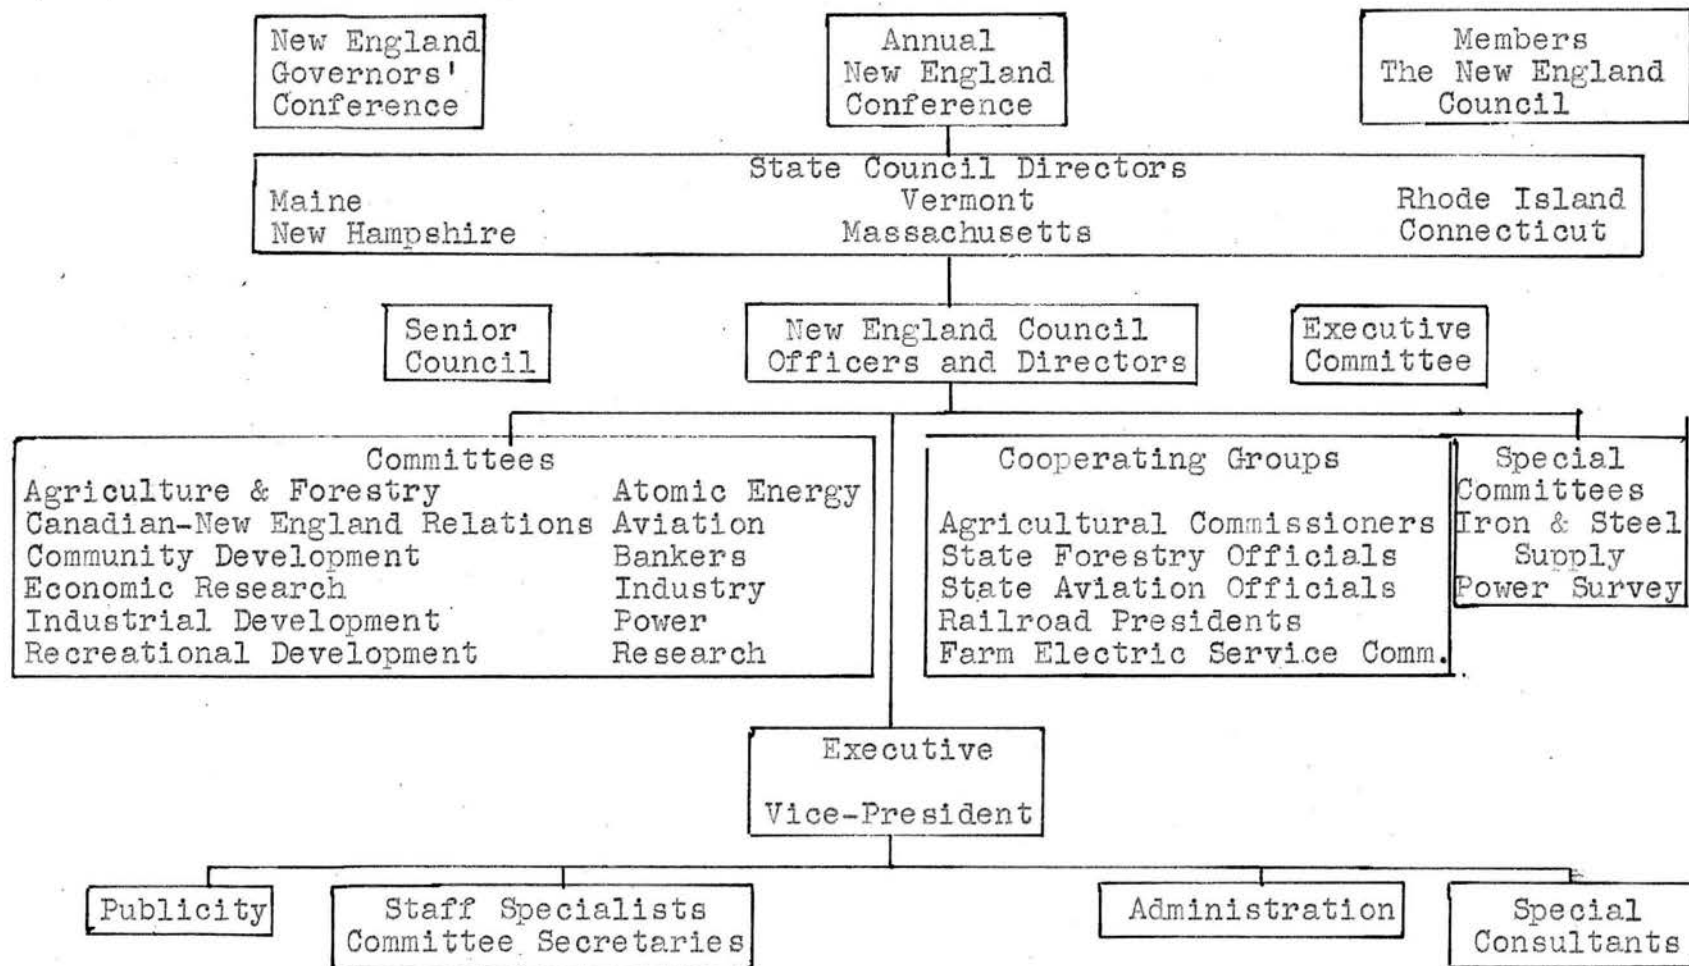 New England
Governors'
Conference
Annual
New England
Conference
Members
The New England
Council
State Council Directors
Maine
New Hampshire
Vermont
Massachusetts
Rhode Island
Connecticut
Senior
Council
New England Council
Officers and Directors
Executive
Committee
Committees
Agriculture & Forestry
Canadian-New England Relations
Community Development
Economic Research
Industrial Development
Recreational Development
Atomic Energy
Aviation
Bankers
Industry
Power
Research
Cooperating Groups
Agricultural Commissioners
State Forestry Officials
State Aviation Officials
Railroad Presidents
Farm Electric Service Comm.
Special
Committees
Iron & Steel
Supply
Power Survey
Executive
Vice-President
Publicity
Staff Specialists
Committee Secretaries
Administration
Special
Consultants